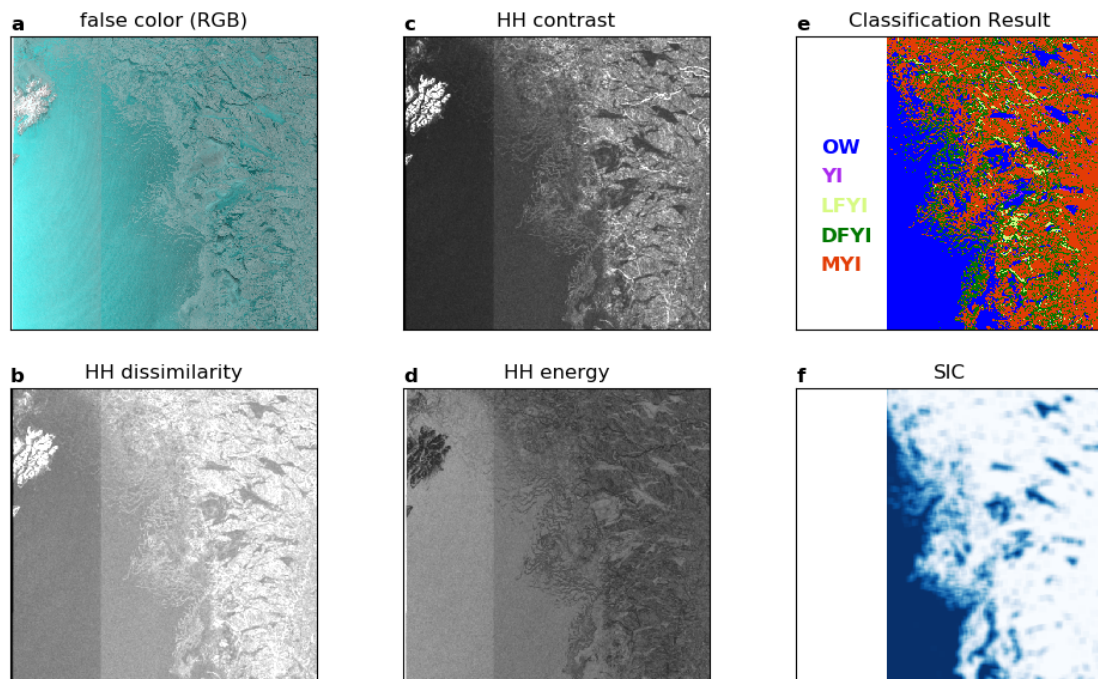 a
false color (RGB)
c
HH contrast
e
Classification Result
OW
YI
LFYI
DFYI
MYI
b
HH dissimilarity
d
HH energy
f
SIC